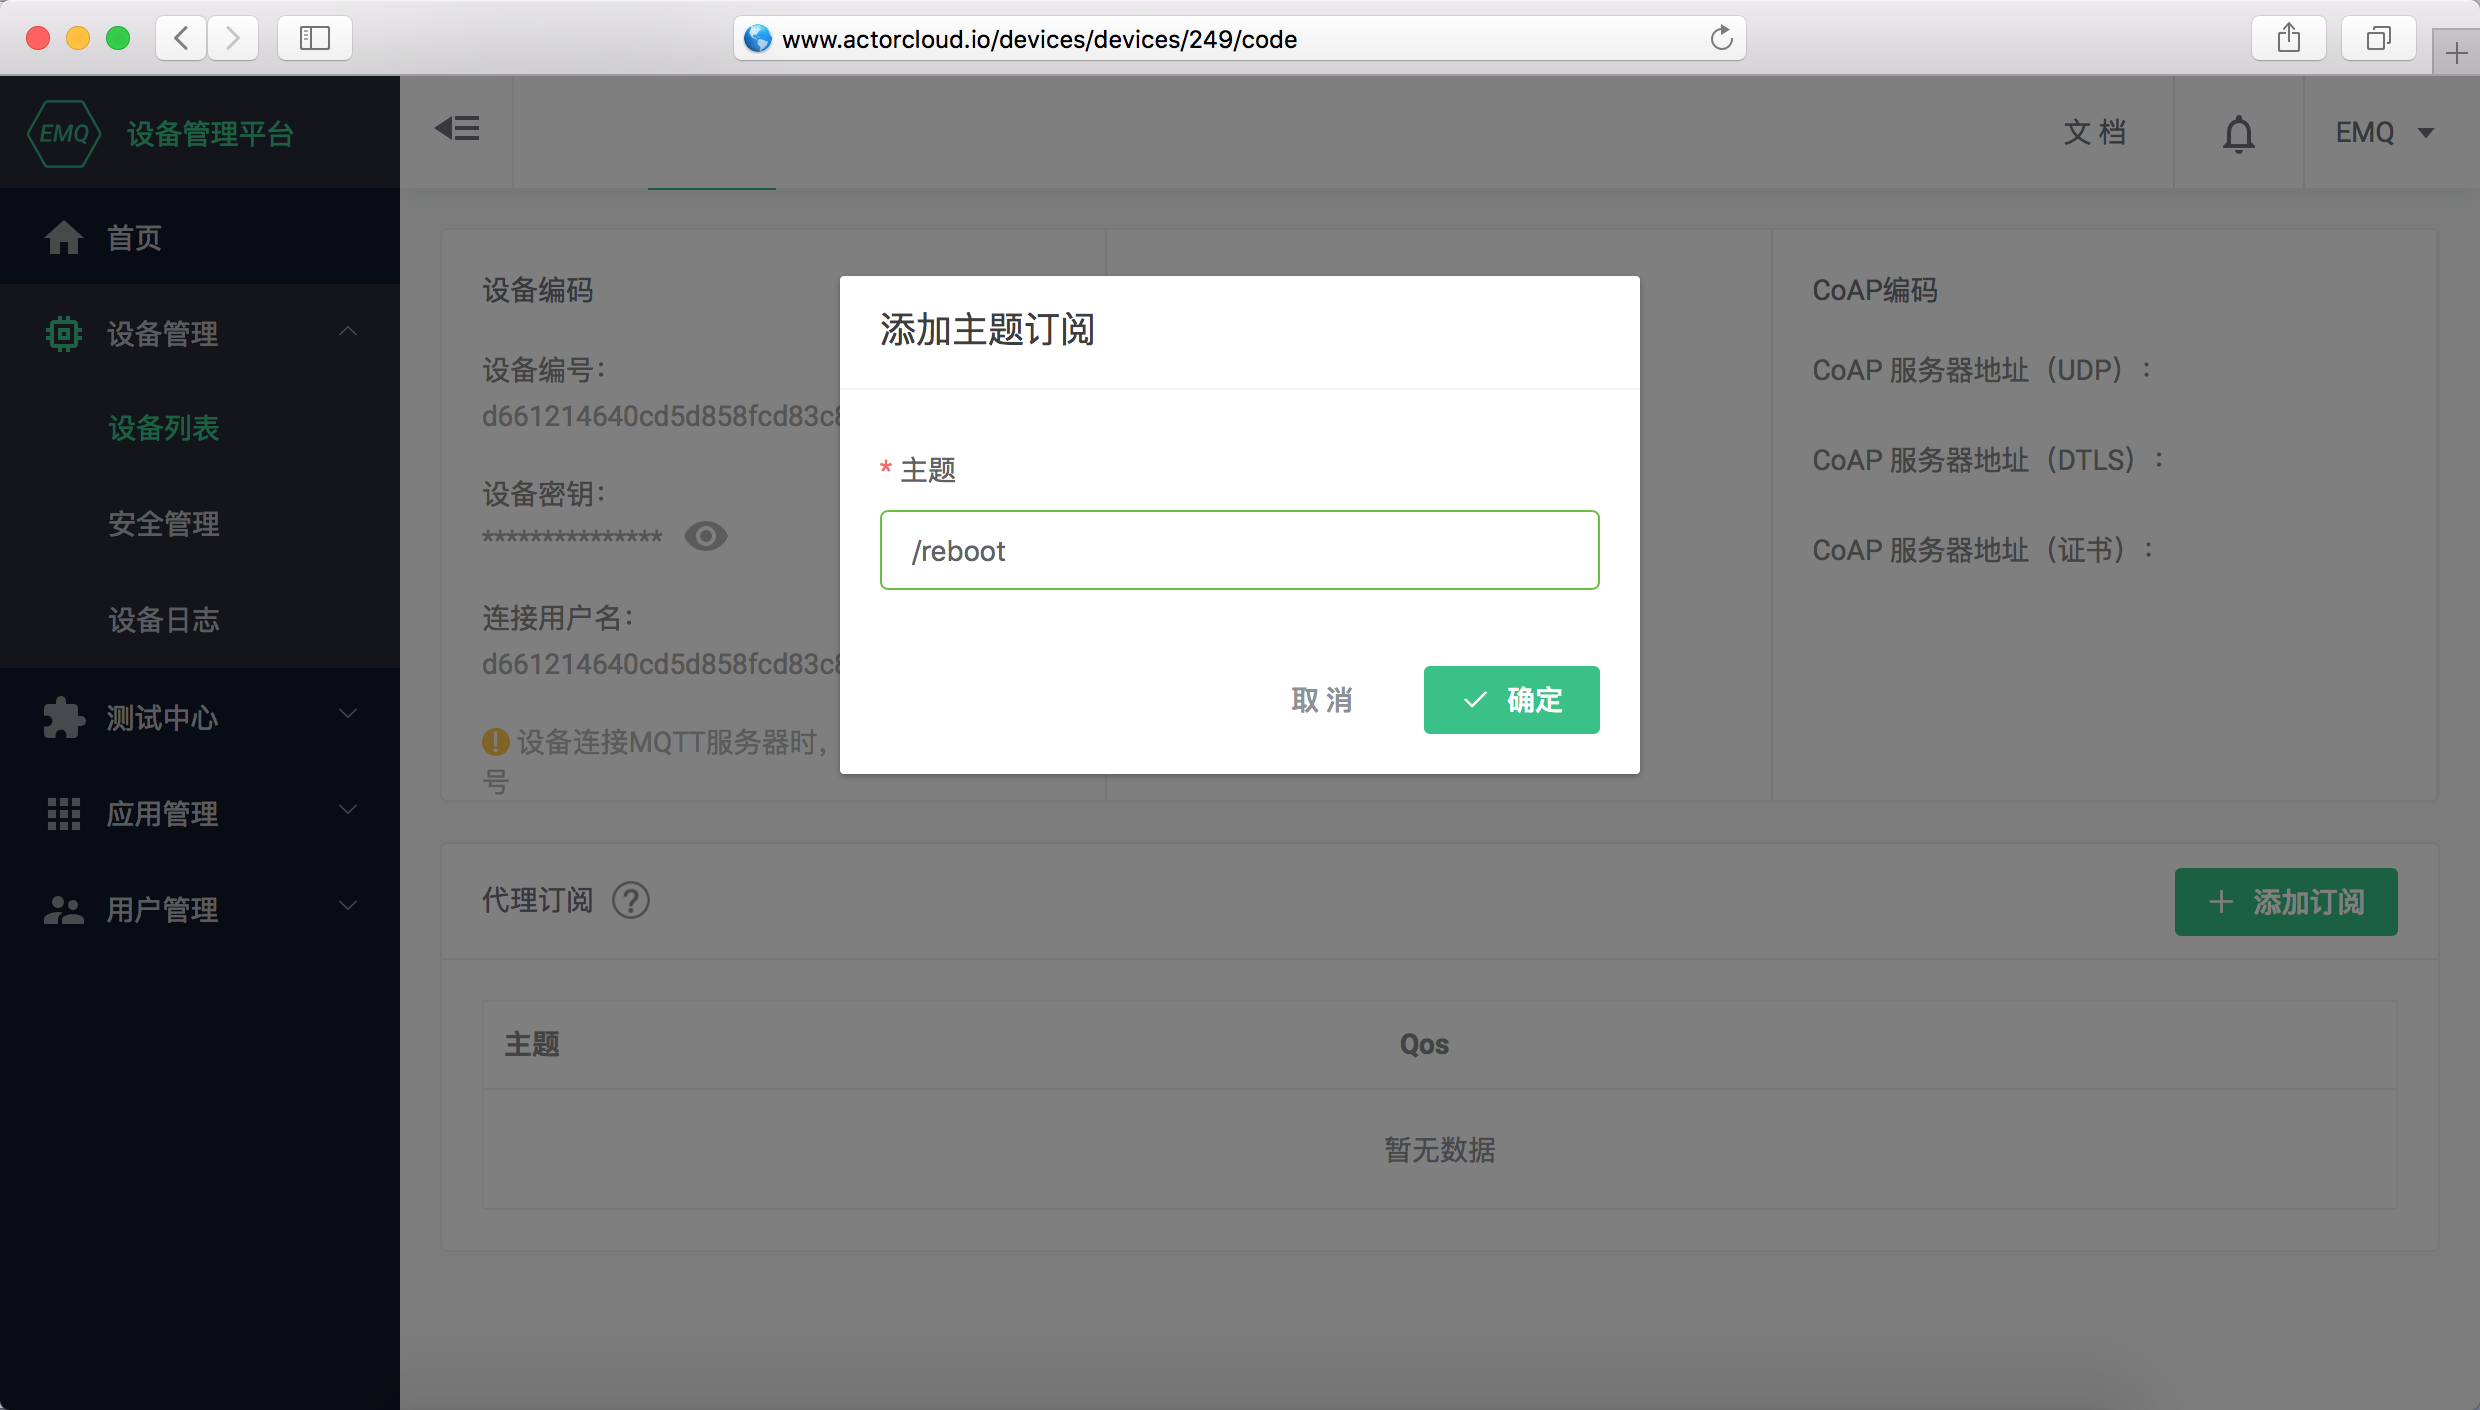 www.actorcloud.io/devices/devices/249/code
EMQ 设备管理平台
文 档
EMQ
首页
设备管理
设备列表
安全管理
设备日志
测试中心
应用管理
用户管理
设备编码
设备编号：
d661214640cd5d858fcd83c
设备密钥：
***************
连接用户名：
d661214640cd5d858fcd83c
设备连接MQTT服务器时，
号
添加主题订阅
* 主题
/reboot
取 消
确定
CoAP编码
CoAP 服务器地址（UDP）：
CoAP 服务器地址（DTLS）：
CoAP 服务器地址（证书）：
代理订阅 ?
添加订阅
主题 Qos
暂无数据